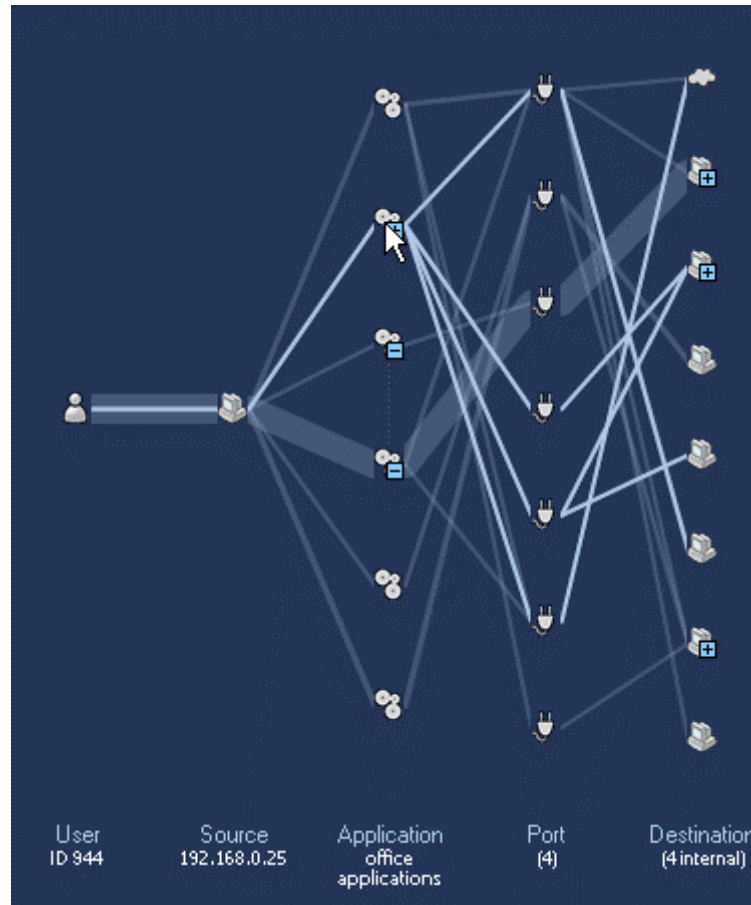 User Source Application Port Destination
ID 944 192.168.0.25 office (4) (4 internal)
applications